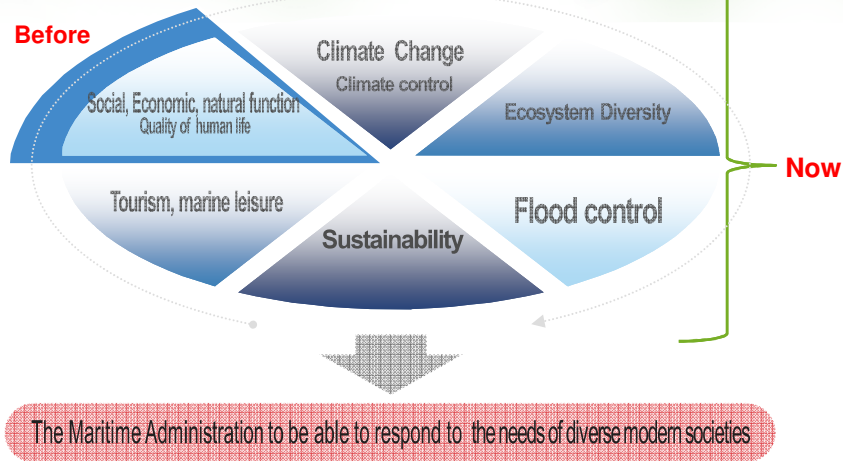 Before
Climate Change
Climate control
Social, Economic, natural function
Quality of human life
Ecosystem Diversity
Now
Tourism, marine leisure
Flood control
Sustainability
The Maritime Administration to be able to respond to the needs of diverse modern societies